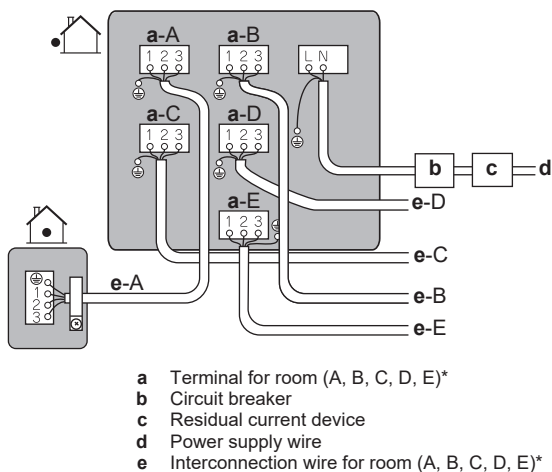 a-A a-B
1 2 3 1 2 3 L N
a-C a-D
1 2 3 1 2 3
b c d
a-E
e-D
1 2 3
e-C
e-A
1
2
3
e-B
e-E
a Terminal for room (A, B, C, D, E)*
b Circuit breaker
c Residual current device
d Power supply wire
e Interconnection wire for room (A, B, C, D, E)*